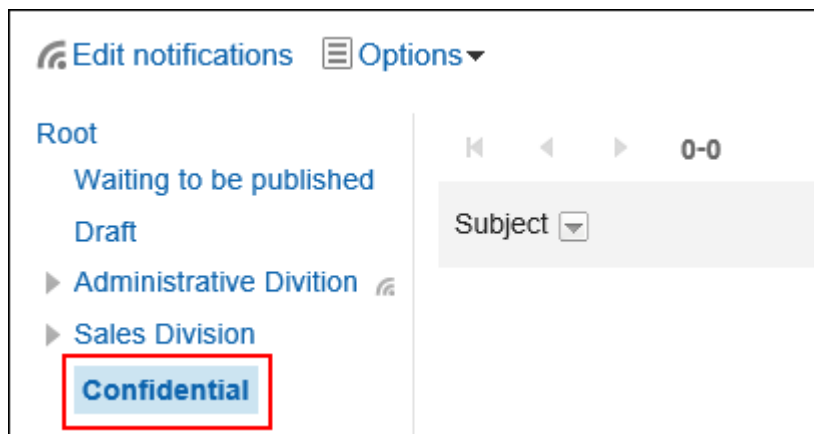 Edit notifications Options
Root
0-0
Waiting to be published
Draft
Subject
Administrative Divition
Sales Division
Confidential